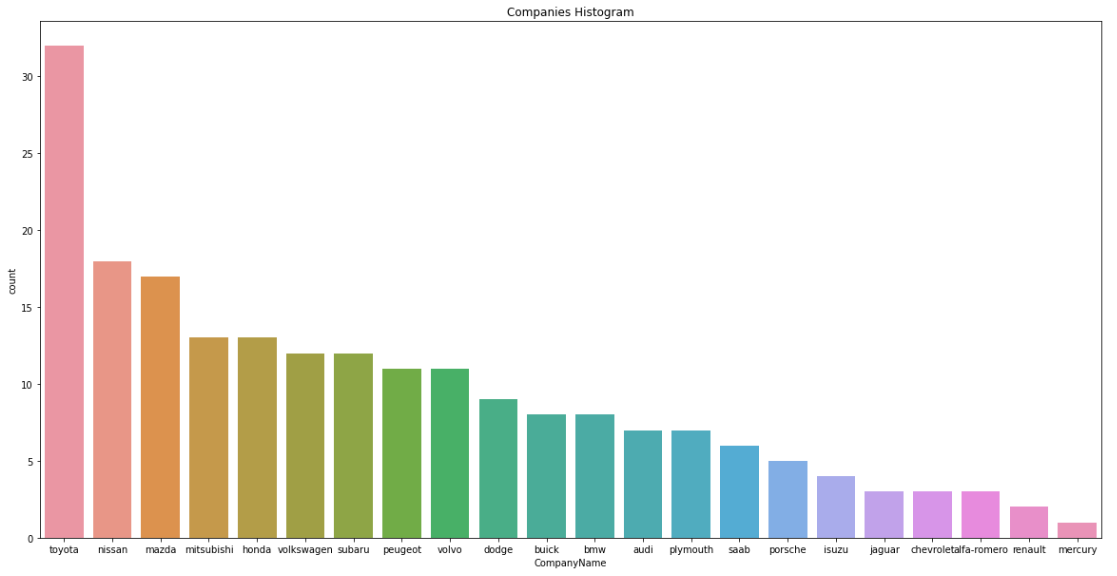 Companies Histogram
count
30
25
20
15
10
5
0
toyota nissan mazda mitsubishi honda volkswagen subaru peugeot volvo dodge buick bmw audi plymouth saab porsche isuzu jaguar chevrolet alfa-romero renault mercury
CompanyName